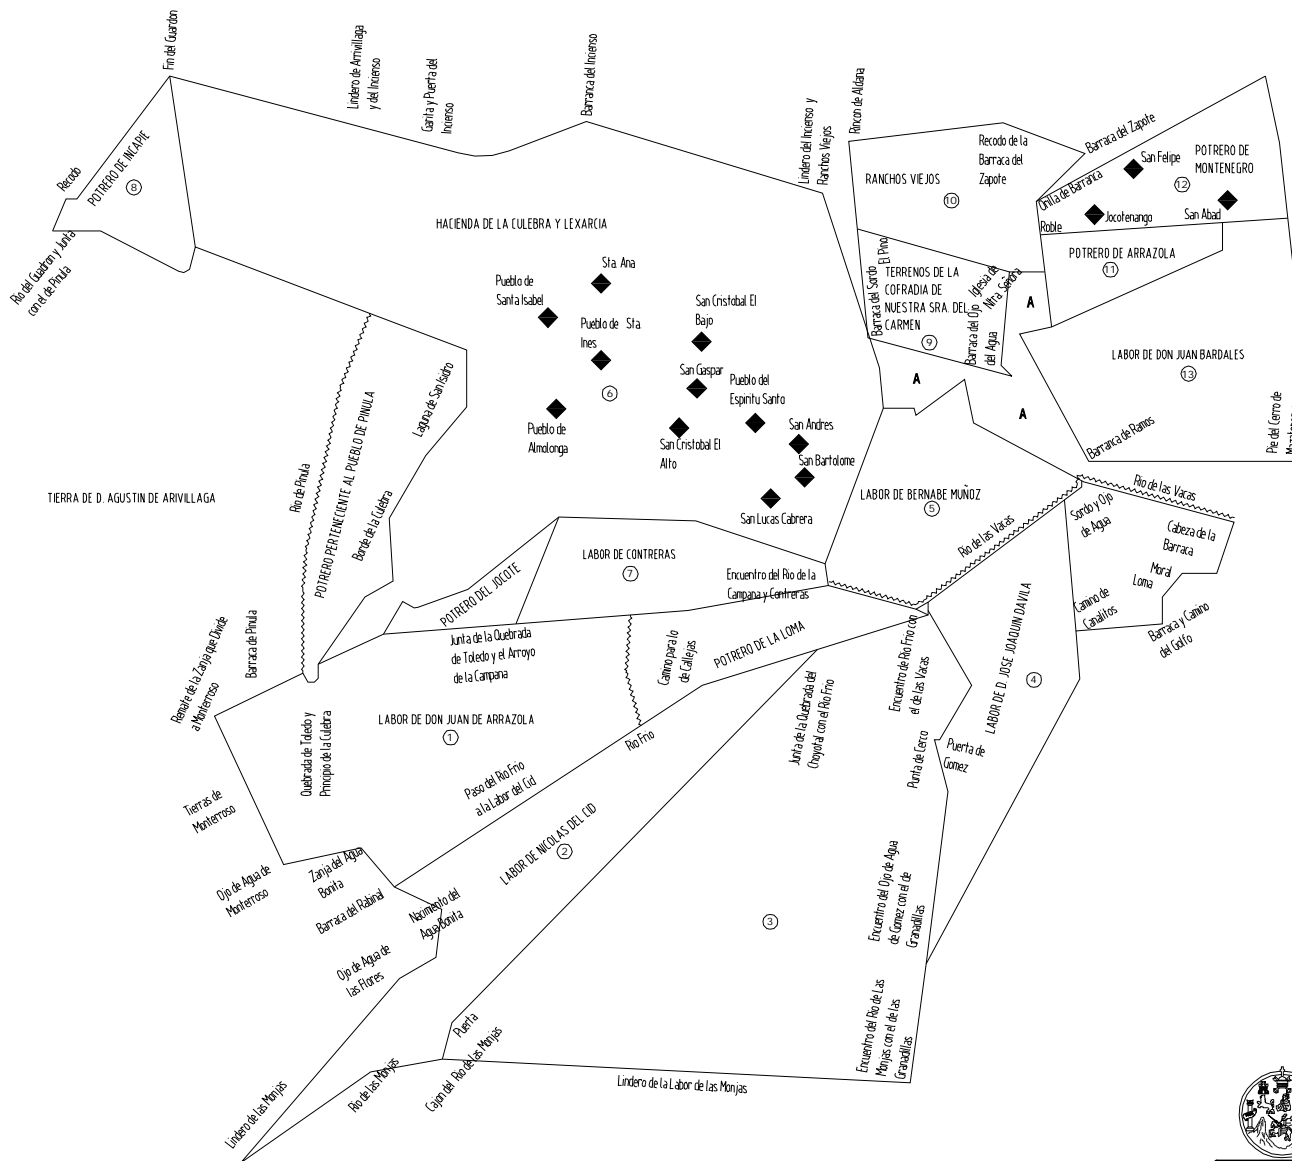 Fin del Guardon
Lindero de Arrivillaga
y del Incienso
Garita y Puerta del
Incienso
Barranca del Incienso
Lindero del Incienso y
Ranchos Viejos
Rincon de Aldana
Recodo de la
Barraca del
Zapote
Barraca del Zapote
San Felipe
POTRERO DE
MONTENEGRO
12
Recodo
POTRERO DE INCAPIE
8
RANCHOS VIEJOS
10
Orilla de Barranca
Roble
Jocotenango
San Abad
HACIENDA DE LA CULEBRA Y LEXARCIA
Rio del Guadron y Junta
con el de Pinula
Barraca del Sordo
El Pino
TERRENOS DE LA
COFRADIA DE
NUESTRA SRA. DEL
CARMEN
9
Iglesia de
Ntra. Señora
Barraca del Ojo
del Agua
POTRERO DE ARRAZOLA
11
A
A
A
Sta. Ana
Pueblo de
Santa Isabel
San Cristobal El
Bajo
Pueblo de Sta.
Ines
San Gaspar
6
Pueblo del
Espiritu Santo
LABOR DE DON JUAN BARDALES
13
Pueblo de
Almolonga
San Cristobal El
Alto
San Andres
San Bartolome
San Lucas Cabrera
Laguna de San Isidro
Barranca de Ramos
Pie del Cerro de
TIERRA DE D. AGUSTIN DE ARIVILLAGA
Rio de Pinula
POTRERO PERTENECIENTE AL PUEBLO DE PINULA
Borde de la Culebra
LABOR DE BERNABE MUÑOZ
5
Rio de las Vacas
Rio de las Vacas
Sordo y Ojo
de Agua
Cabeza de la
Barraca
Moral
Loma
Camino de
Canalitos
Barraca y Camino
del Golfo
LABOR DE CONTRERAS
7
POTRERO DEL JOCOTE
Encuentro del Rio de la
Campana y Contreras
Junta de la Quebrada
de Toledo y el Arroyo
de la Campana
Camino para lo
de Callejas
POTRERO DE LA LOMA
Encuentro de Rio Frio con
el de las Vacas
LABOR DE D. JOSE JOAQUIN DAVILA
4
Remate de la Zanja que Divide
a Monterroso
Barraca de Pinula
Quebrada de Toledo y
Principio de la Culebra
LABOR DE DON JUAN DE ARRAZOLA
1
Rio Frio
Junta de la Quebrada del
Choyotal con el Rio Frio
Punta de Cerco
Puerta de
Gomez
Tierras de
Monterroso
Paso del Rio Frio
a la Labor del Cid
LABOR DE NICOLAS DEL CID
2
Ojo de Agua de
Monterroso
Zanja del Agua
Bonita
Barraca del Rabinal
Nacimiento del
Agua Bonita
3
Encuentro del Ojo de Agua
de Gomez con el de
Granadillas
Ojo de Agua de
las Flores
Puerta
Cajon del Rio de las Monjas
Encuentro del Rio de Las
Monjas con el de las
Granadillas
Rio de las Monjas
Lindero de las Monjas
Lindero de la Labor de las Monjas